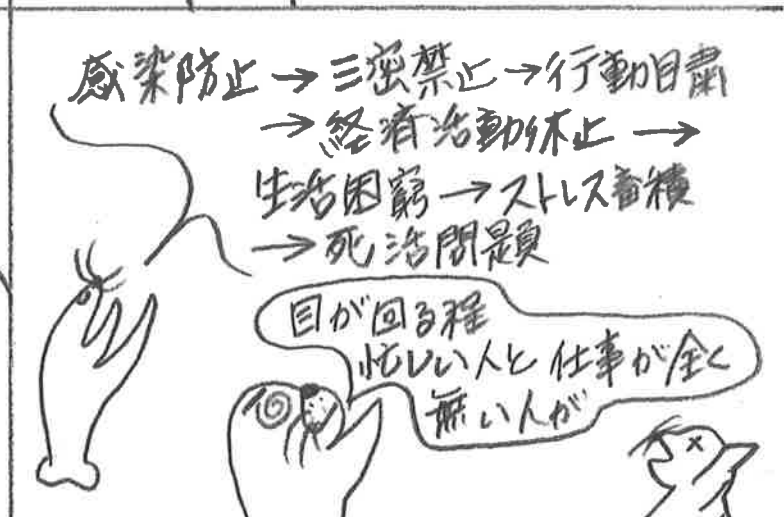 感染防止→三密禁止→行動自粛
→経済活動休止→
生活困窮→ストレス蓄積
→死活問題
目が回る程
忙しい人と仕事が全く
無い人が